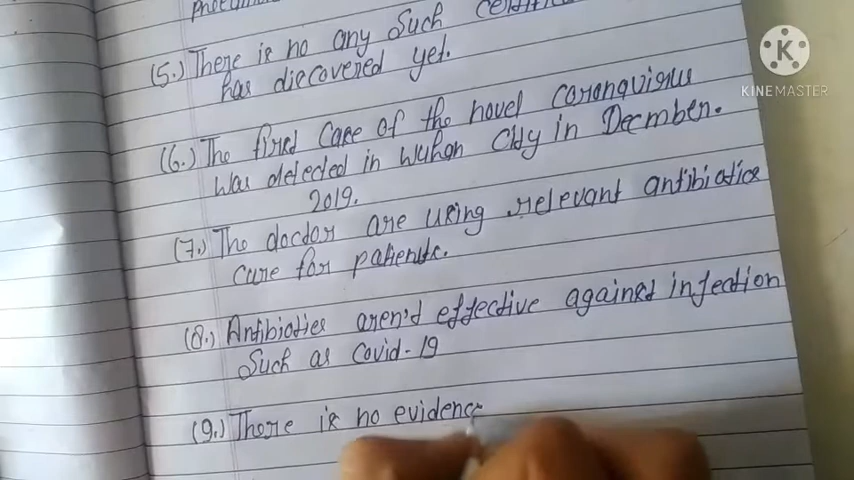 (5.) There is no any such
has discovered yet.
(6.) The first case of the novel coronavirus
was detected in wuhan City in Decmber.
2019.
(7.) The doctor are using relevant antibiotics
cure for patients.
(8.) Antibiotics aren't effective against infection
Such as Covid-19
(9.) There is no evidence
K
KINEMASTER